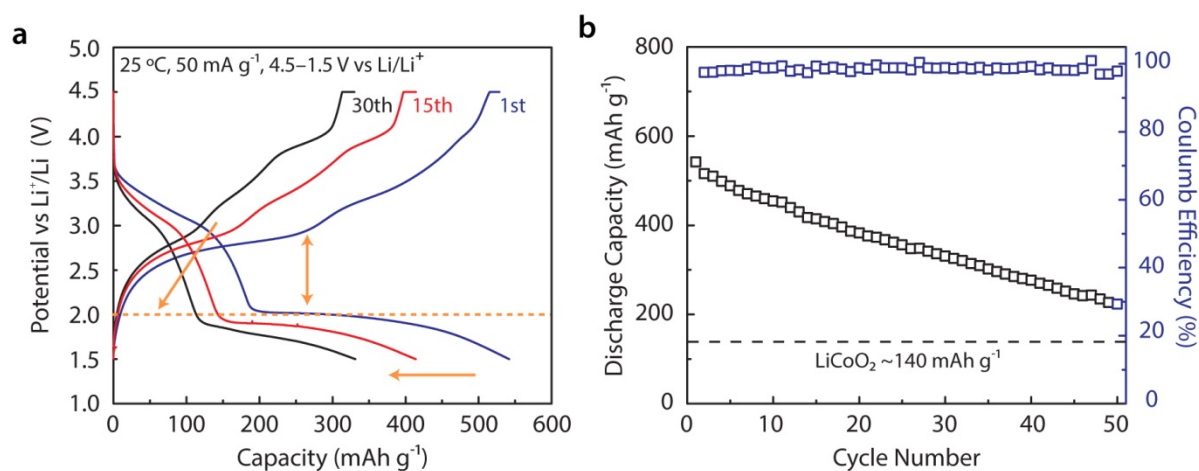 a
5.0
4.5
4.0
3.5
3.0
2.5
2.0
1.5
1.0
Potential vs Li⁺/Li (V)
25 ºC, 50 mA g⁻¹, 4.5–1.5 V vs Li/Li⁺
30th 15th 1st
0 100 200 300 400 500 600
Capacity (mAh g⁻¹)
b
800
600
400
200
0
Discharge Capacity (mAh g⁻¹)
LiCoO₂ ~140 mAh g⁻¹
0 10 20 30 40 50
Cycle Number
100
80
60
40
20
0
Coulumb Efficiency (%)